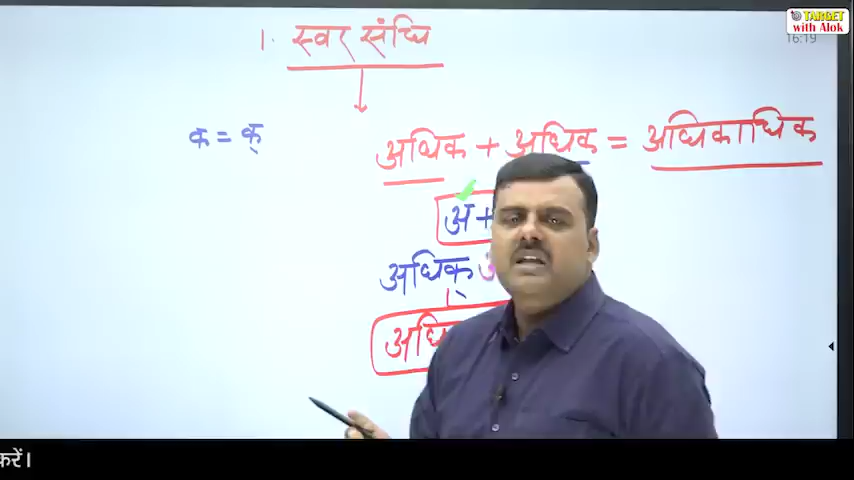 TARGET
with Alok
16:19
1. स्वर संधि
क = क्
अधिक + अधिक = अधिकाधिक
अ +
अधिक्
करें।